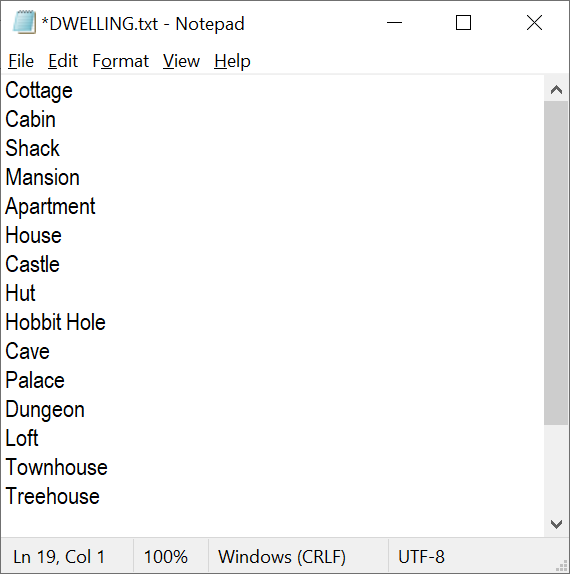 *DWELLING.txt - Notepad
File Edit Format View Help
Cottage
Cabin
Shack
Mansion
Apartment
House
Castle
Hut
Hobbit Hole
Cave
Palace
Dungeon
Loft
Townhouse
Treehouse
Ln 19, Col 1 100% Windows (CRLF) UTF-8